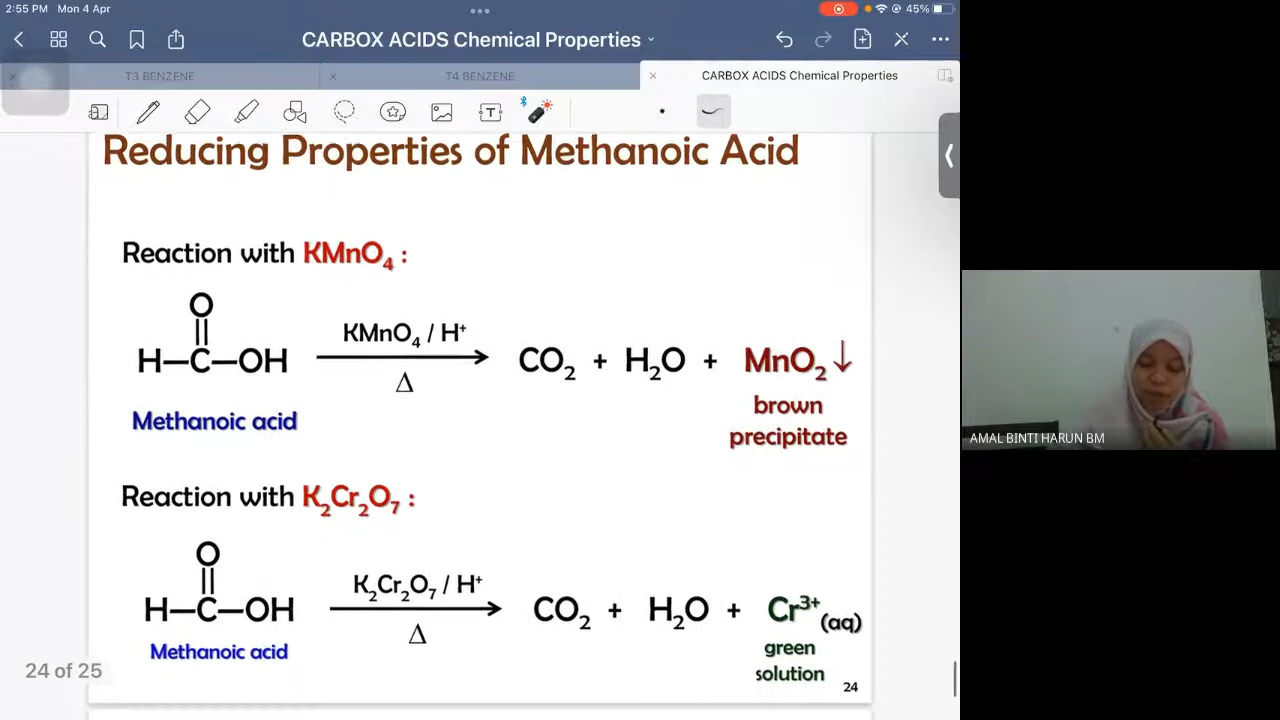 2:55 PM Mon 4 Apr
45%
CARBOX ACIDS Chemical Properties
T3 BENZENE
T4 BENZENE
CARBOX ACIDS Chemical Properties
T
Reducing Properties of Methanoic Acid
Reaction with KMnO₄ :
O
H—C—OH
KMnO₄ / H⁺
Δ
CO₂ + H₂O + MnO₂↓
Methanoic acid
brown
precipitate
AMAL BINTI HARUN BM
Reaction with K₂Cr₂O₇ :
O
H—C—OH
K₂Cr₂O₇ / H⁺
Δ
CO₂ + H₂O + Cr³⁺ (aq)
Methanoic acid
green
solution
24 of 25
24